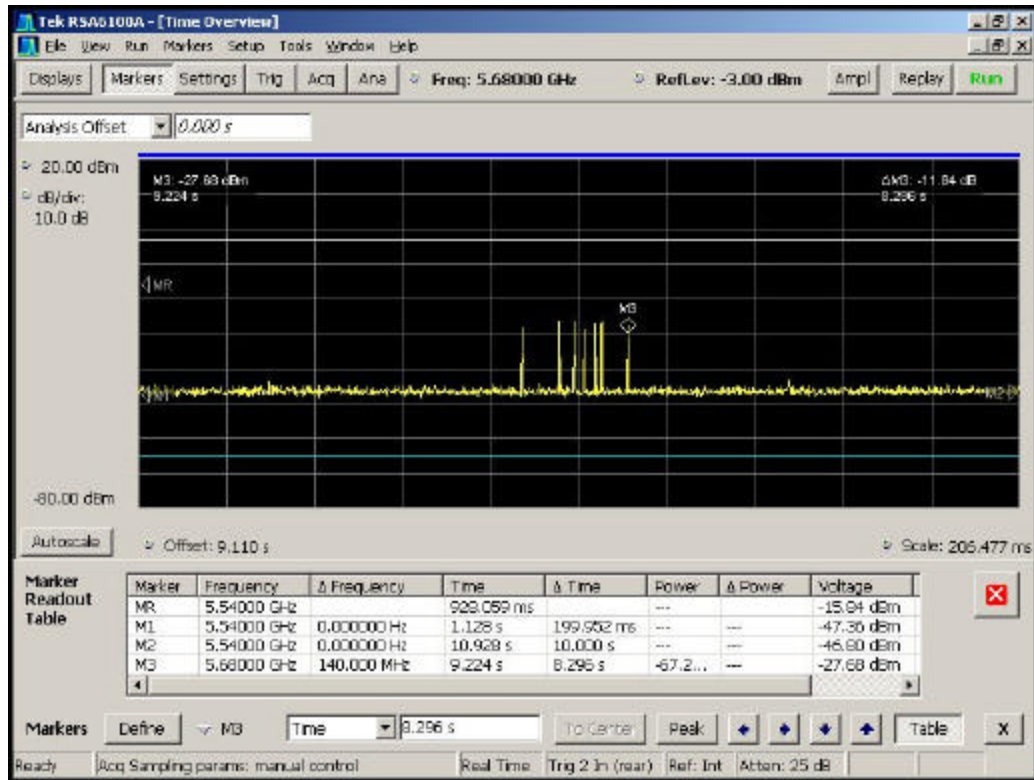 Tek RSA6100A - [Time Overview]
File View Run Markers Setup Tools Window Help
Displays Markers Settings Trig Acq Ana Freq: 5.68000 GHz RefLev: -3.00 dBm Ampl Replay Run
Analysis Offset 0.000 s
20.00 dBm
dB/div:
10.0 dB
M3: -27.68 dBm
9.224 s
ΔM3: -11.84 dB
8.296 s
MR
M3
M1
M2
-80.00 dBm
Autoscale Offset: 9.110 s Scale: 206.477 ms
Marker Readout Table
Marker Frequency Δ Frequency Time Δ Time Power Δ Power Voltage
MR 5.54000 GHz 928.059 ms --- -15.84 dBm
M1 5.54000 GHz 0.000000 Hz 1.128 s 199.952 ms --- --- -47.36 dBm
M2 5.54000 GHz 0.000000 Hz 10.928 s 10.000 s --- --- -46.80 dBm
M3 5.68000 GHz 140.000 MHz 9.224 s 8.296 s -67.2... --- -27.68 dBm
Markers Define M3 Time 8.296 s To Center Peak Table X
Ready Acq Sampling params: manual control Real Time Trig 2 In (rear) Ref: Int Atten: 25 dB